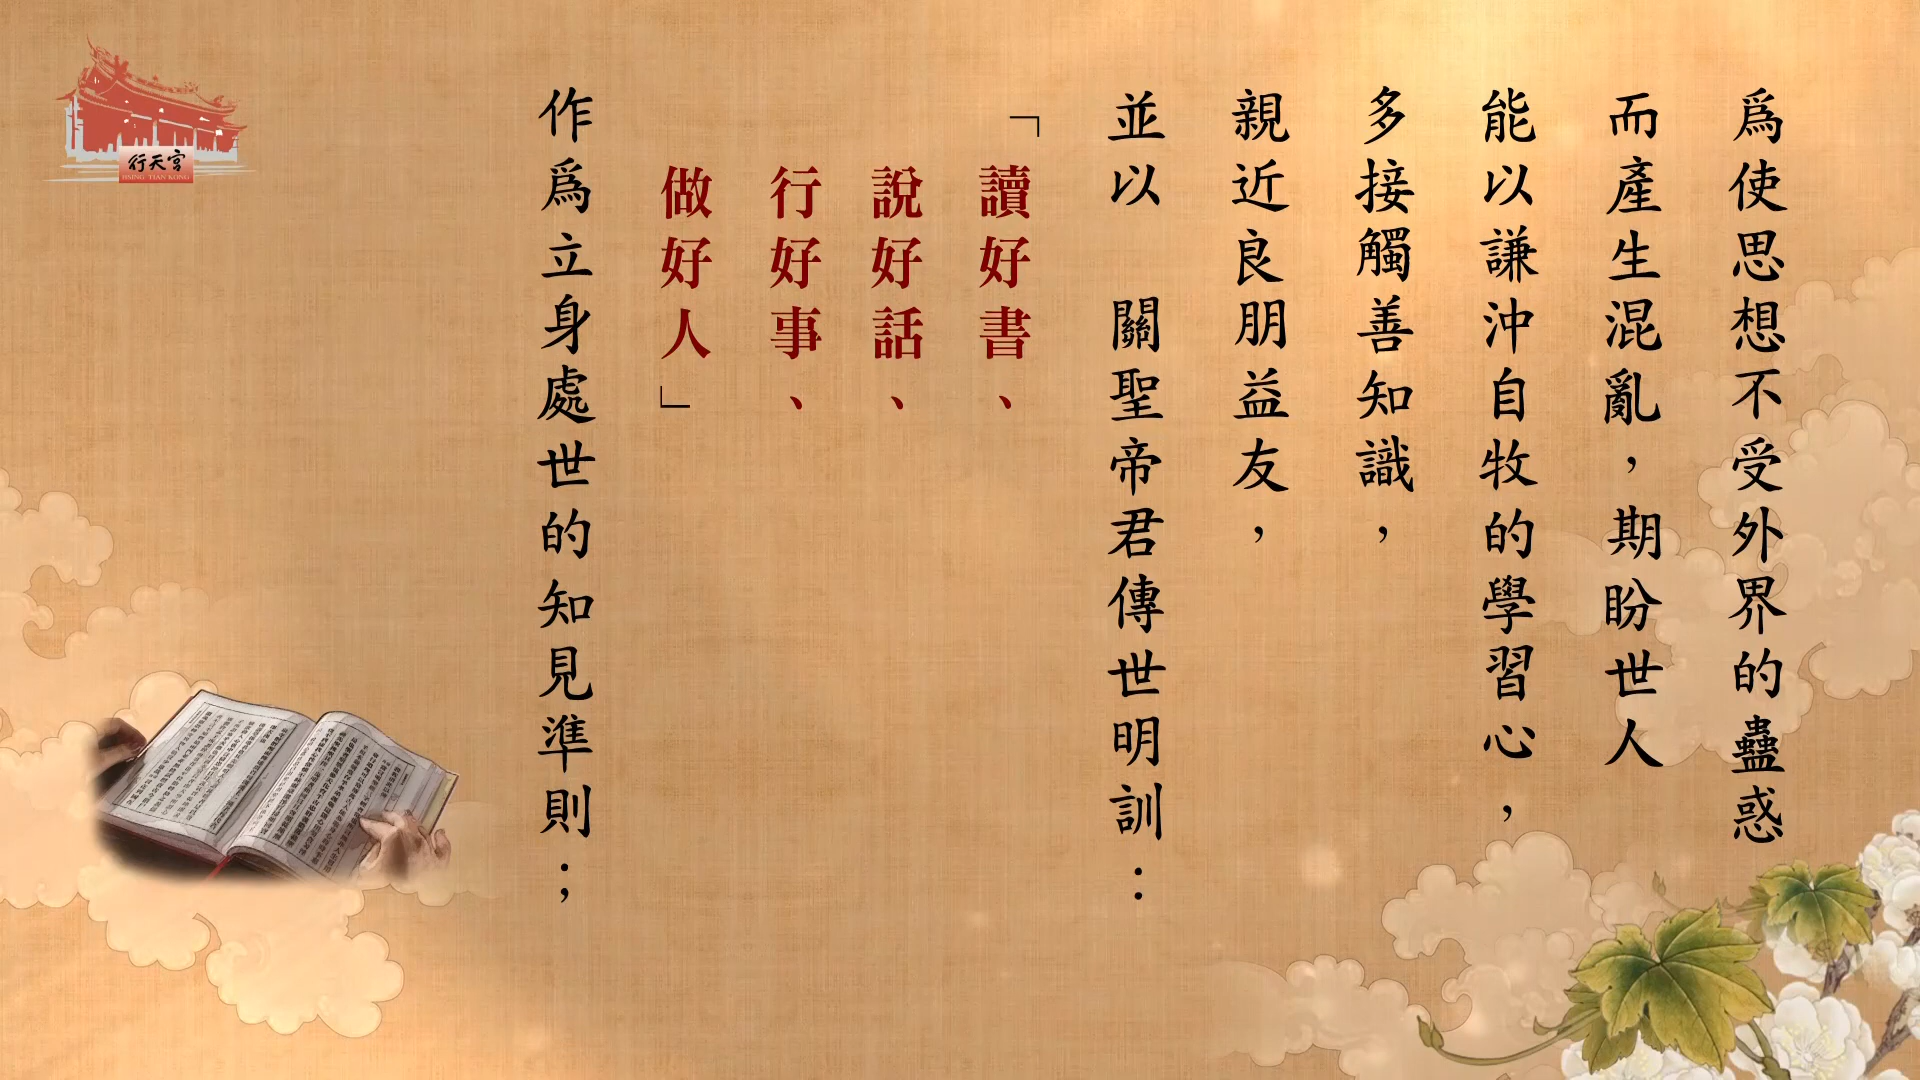 爲使思想不受外界的蠱惑
而產生混亂，期盼世人
能以謙沖自牧的學習心，
多接觸善知識，
親近良朋益友，
並以　關聖帝君傳世明訓：
「讀好書、
說好話、
行好事、
做好人」
作爲立身處世的知見準則；
行天宮
HSING TIAN KONG